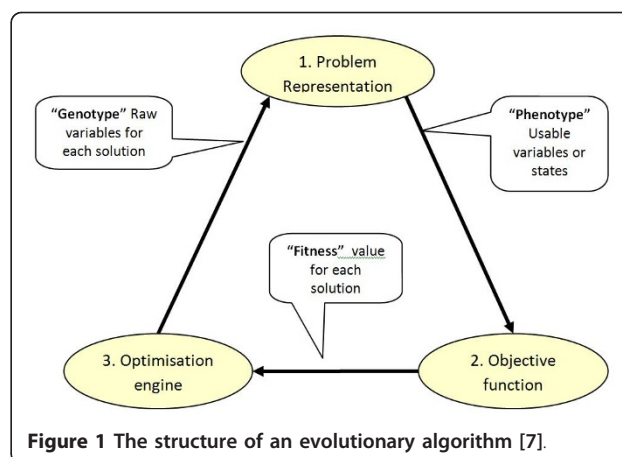 1. Problem
Representation
"Genotype" Raw
variables for
each solution
"Phenotype"
Usable
variables or
states
"Fitness" value
for each
solution
3. Optimisation
engine
2. Objective
function
Figure 1 The structure of an evolutionary algorithm [7].